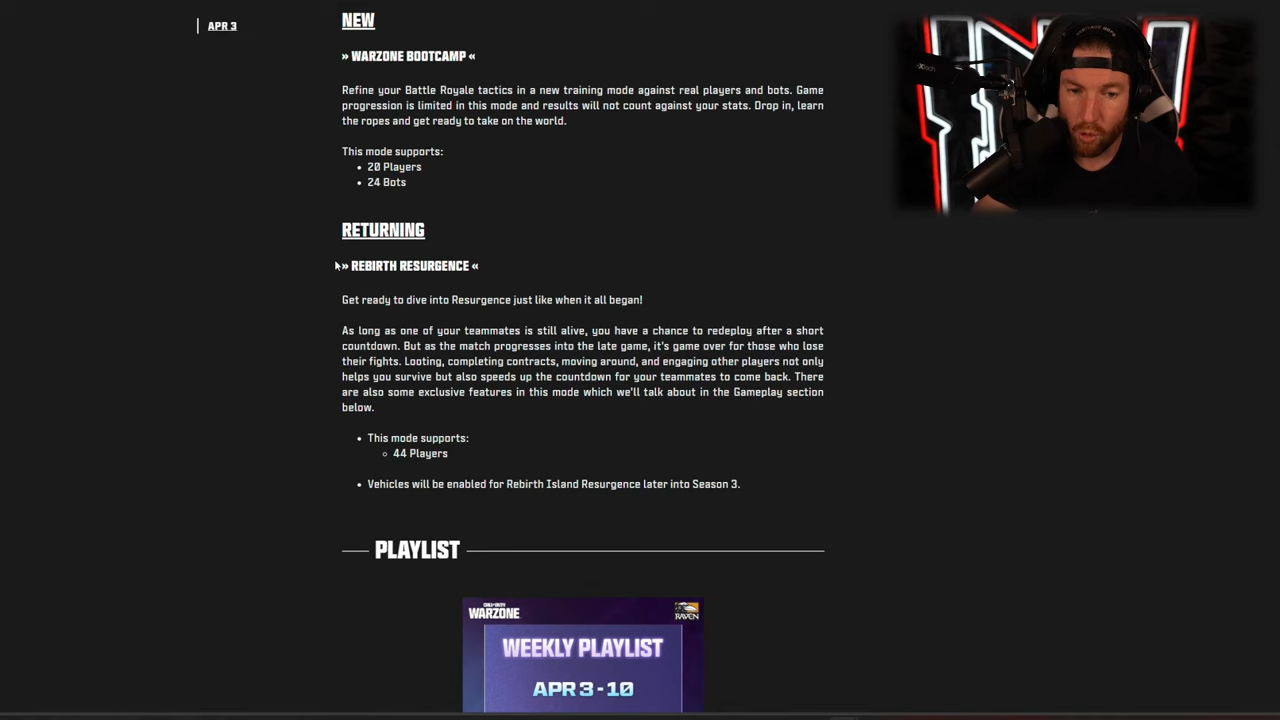 APR 3
NEW
» WARZONE BOOTCAMP «
Refine your Battle Royale tactics in a new training mode against real players and bots. Game
progression is limited in this mode and results will not count against your stats. Drop in, learn
the ropes and get ready to take on the world.
This mode supports:
• 20 Players
• 24 Bots
RETURNING
» REBIRTH RESURGENCE «
Get ready to dive into Resurgence just like when it all began!
As long as one of your teammates is still alive, you have a chance to redeploy after a short
countdown. But as the match progresses into the late game, it's game over for those who lose
their fights. Looting, completing contracts, moving around, and engaging other players not only
helps you survive but also speeds up the countdown for your teammates to come back. There
are also some exclusive features in this mode which we'll talk about in the Gameplay section
below.
• This mode supports:
○ 44 Players
• Vehicles will be enabled for Rebirth Island Resurgence later into Season 3.
PLAYLIST
CALL OF DUTY
WARZONE
RAVEN
WEEKLY PLAYLIST
APR 3 - 10